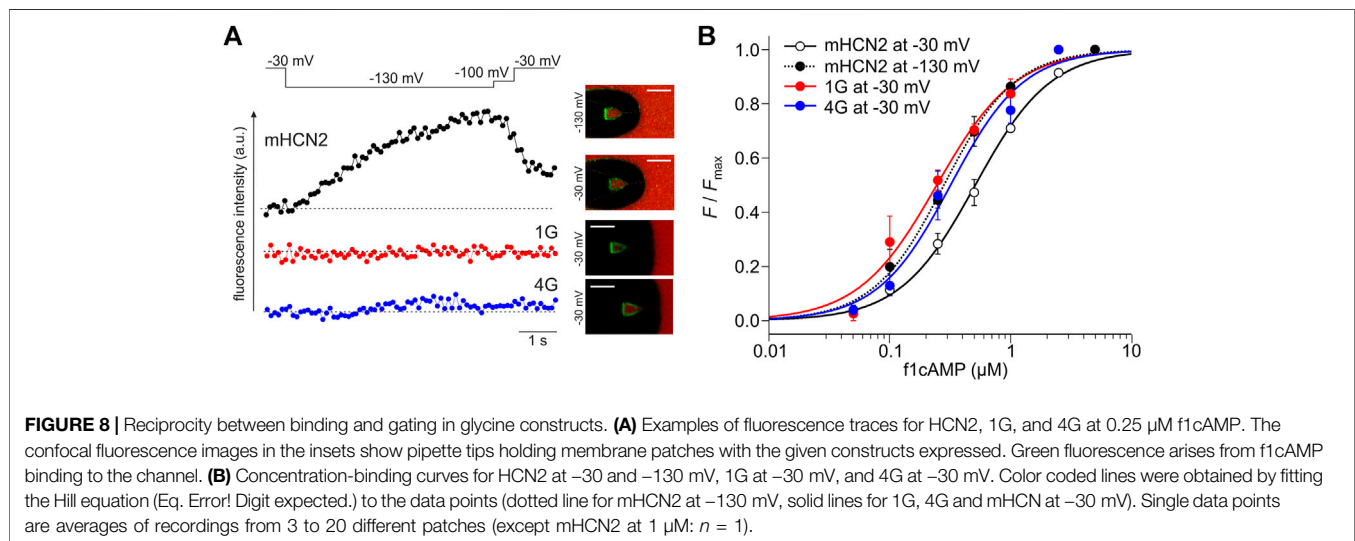 A
-30 mV
-30 mV
-130 mV
-100 mV
mHCN2
fluorescence intensity (a.u.)
1G
4G
1 s
-130 mV
-30 mV
-30 mV
-30 mV
B
mHCN2 at -30 mV
mHCN2 at -130 mV
1G at -30 mV
4G at -30 mV
F / Fmax
1.0
0.8
0.6
0.4
0.2
0.0
0.01
0.1
1
10
f1cAMP (µM)
FIGURE 8 | Reciprocity between binding and gating in glycine constructs. (A) Examples of fluorescence traces for HCN2, 1G, and 4G at 0.25 µM f1cAMP. The
confocal fluorescence images in the insets show pipette tips holding membrane patches with the given constructs expressed. Green fluorescence arises from f1cAMP
binding to the channel. (B) Concentration-binding curves for HCN2 at –30 and –130 mV, 1G at –30 mV, and 4G at –30 mV. Color coded lines were obtained by fitting
the Hill equation (Eq. Error! Digit expected.) to the data points (dotted line for mHCN2 at –130 mV, solid lines for 1G, 4G and mHCN at –30 mV). Single data points
are averages of recordings from 3 to 20 different patches (except mHCN2 at 1 µM: n = 1).